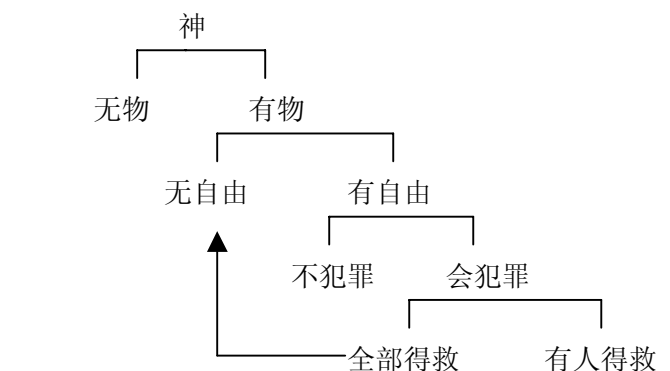 神
无物 有物
无自由 有自由
不犯罪 会犯罪
全部得救 有人得救